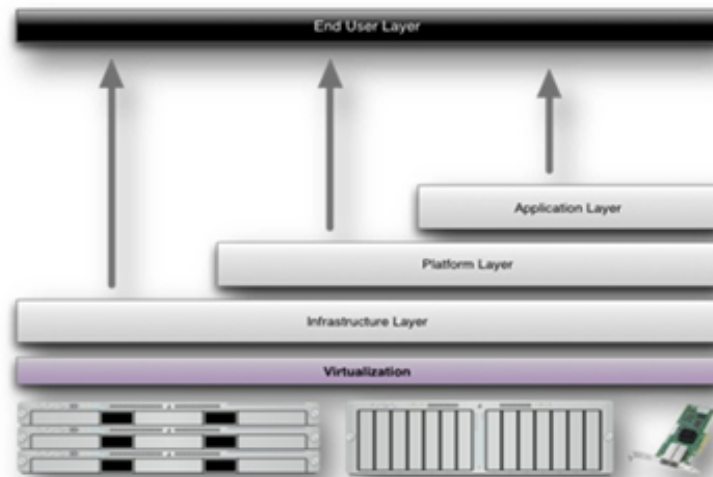 End User Layer
Application Layer
Platform Layer
Infrastructure Layer
Virtualization